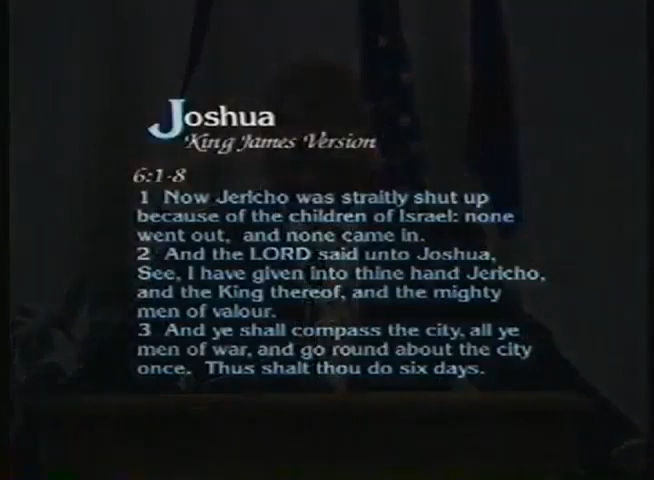 Joshua
King James Version
6:1-8
1 Now Jericho was straitly shut up
because of the children of Israel: none
went out, and none came in.
2 And the LORD said unto Joshua,
See, I have given into thine hand Jericho,
and the King thereof, and the mighty
men of valour.
3 And ye shall compass the city, all ye
men of war, and go round about the city
once. Thus shalt thou do six days.